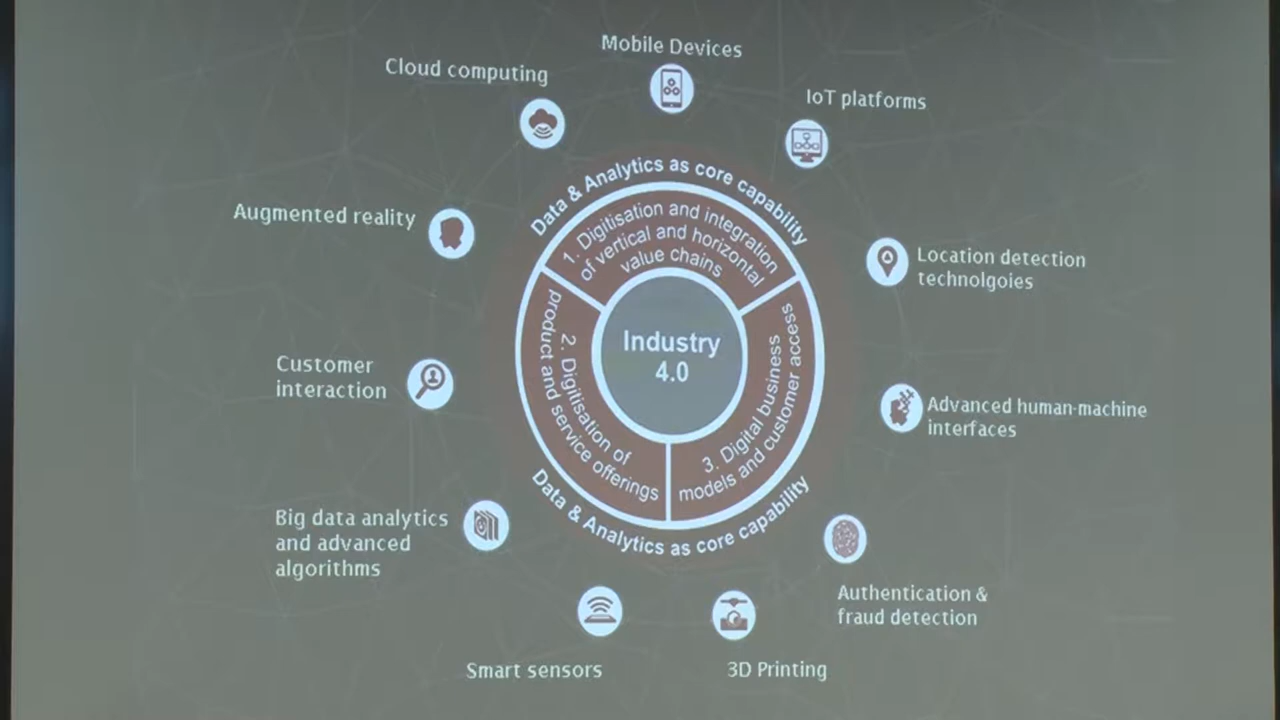 Mobile Devices
Cloud computing
IoT platforms
Augmented reality
Location detection
technolgoies
Customer
interaction
Advanced human-machine
interfaces
Big data analytics
and advanced
algorithms
Authentication &
fraud detection
Smart sensors
3D Printing
Data & Analytics as core capability
1. Digitisation and integration
of vertical and horizontal
value chains
2. Digitisation of
product and service offerings
3. Digital business
models and customer access
Industry
4.0
Data & Analytics as core capability